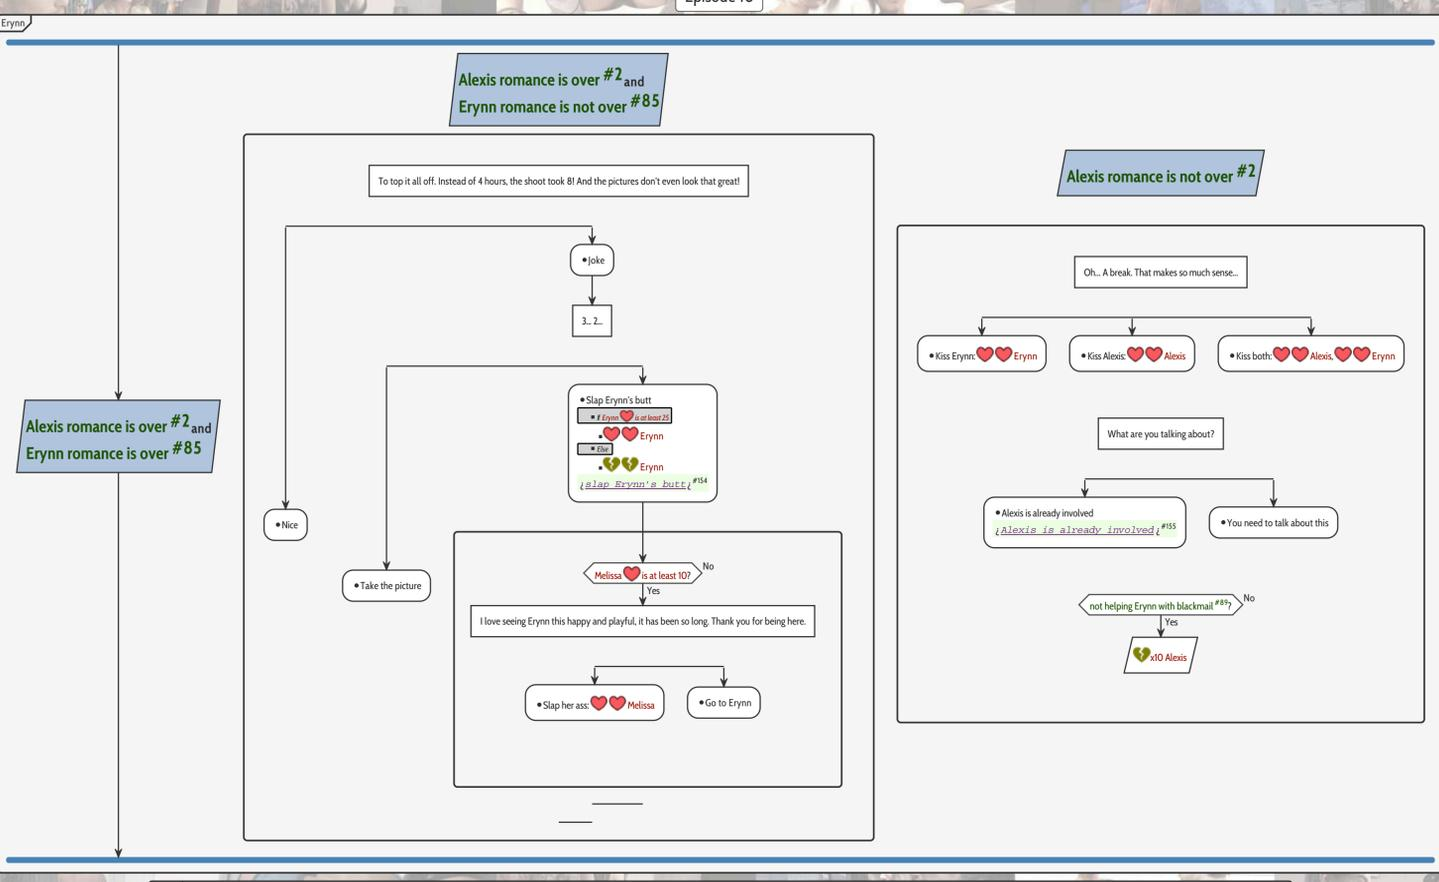 Erynn
Alexis romance is over #2 and
Erynn romance is not over #85
To top it all off. Instead of 4 hours, the shoot took 8! And the pictures don't even look that great!
Joke
3... 2...
Slap Erynn's butt
If Erynn ❤ is at least 25
❤❤ Erynn
Else
💔💔 Erynn
¿slap Erynn's butt¿ #154
Nice
Take the picture
Melissa ❤ is at least 10?
No
Yes
I love seeing Erynn this happy and playful, it has been so long. Thank you for being here.
Slap her ass: ❤❤ Melissa
Go to Erynn
Alexis romance is over #2 and
Erynn romance is over #85
Alexis romance is not over #2
Oh... A break. That makes so much sense...
Kiss Erynn: ❤❤ Erynn
Kiss Alexis: ❤❤ Alexis
Kiss both: ❤❤ Alexis, ❤❤ Erynn
What are you talking about?
Alexis is already involved
¿Alexis is already involved¿ #155
You need to talk about this
not helping Erynn with blackmail #89?
No
Yes
💔x10 Alexis